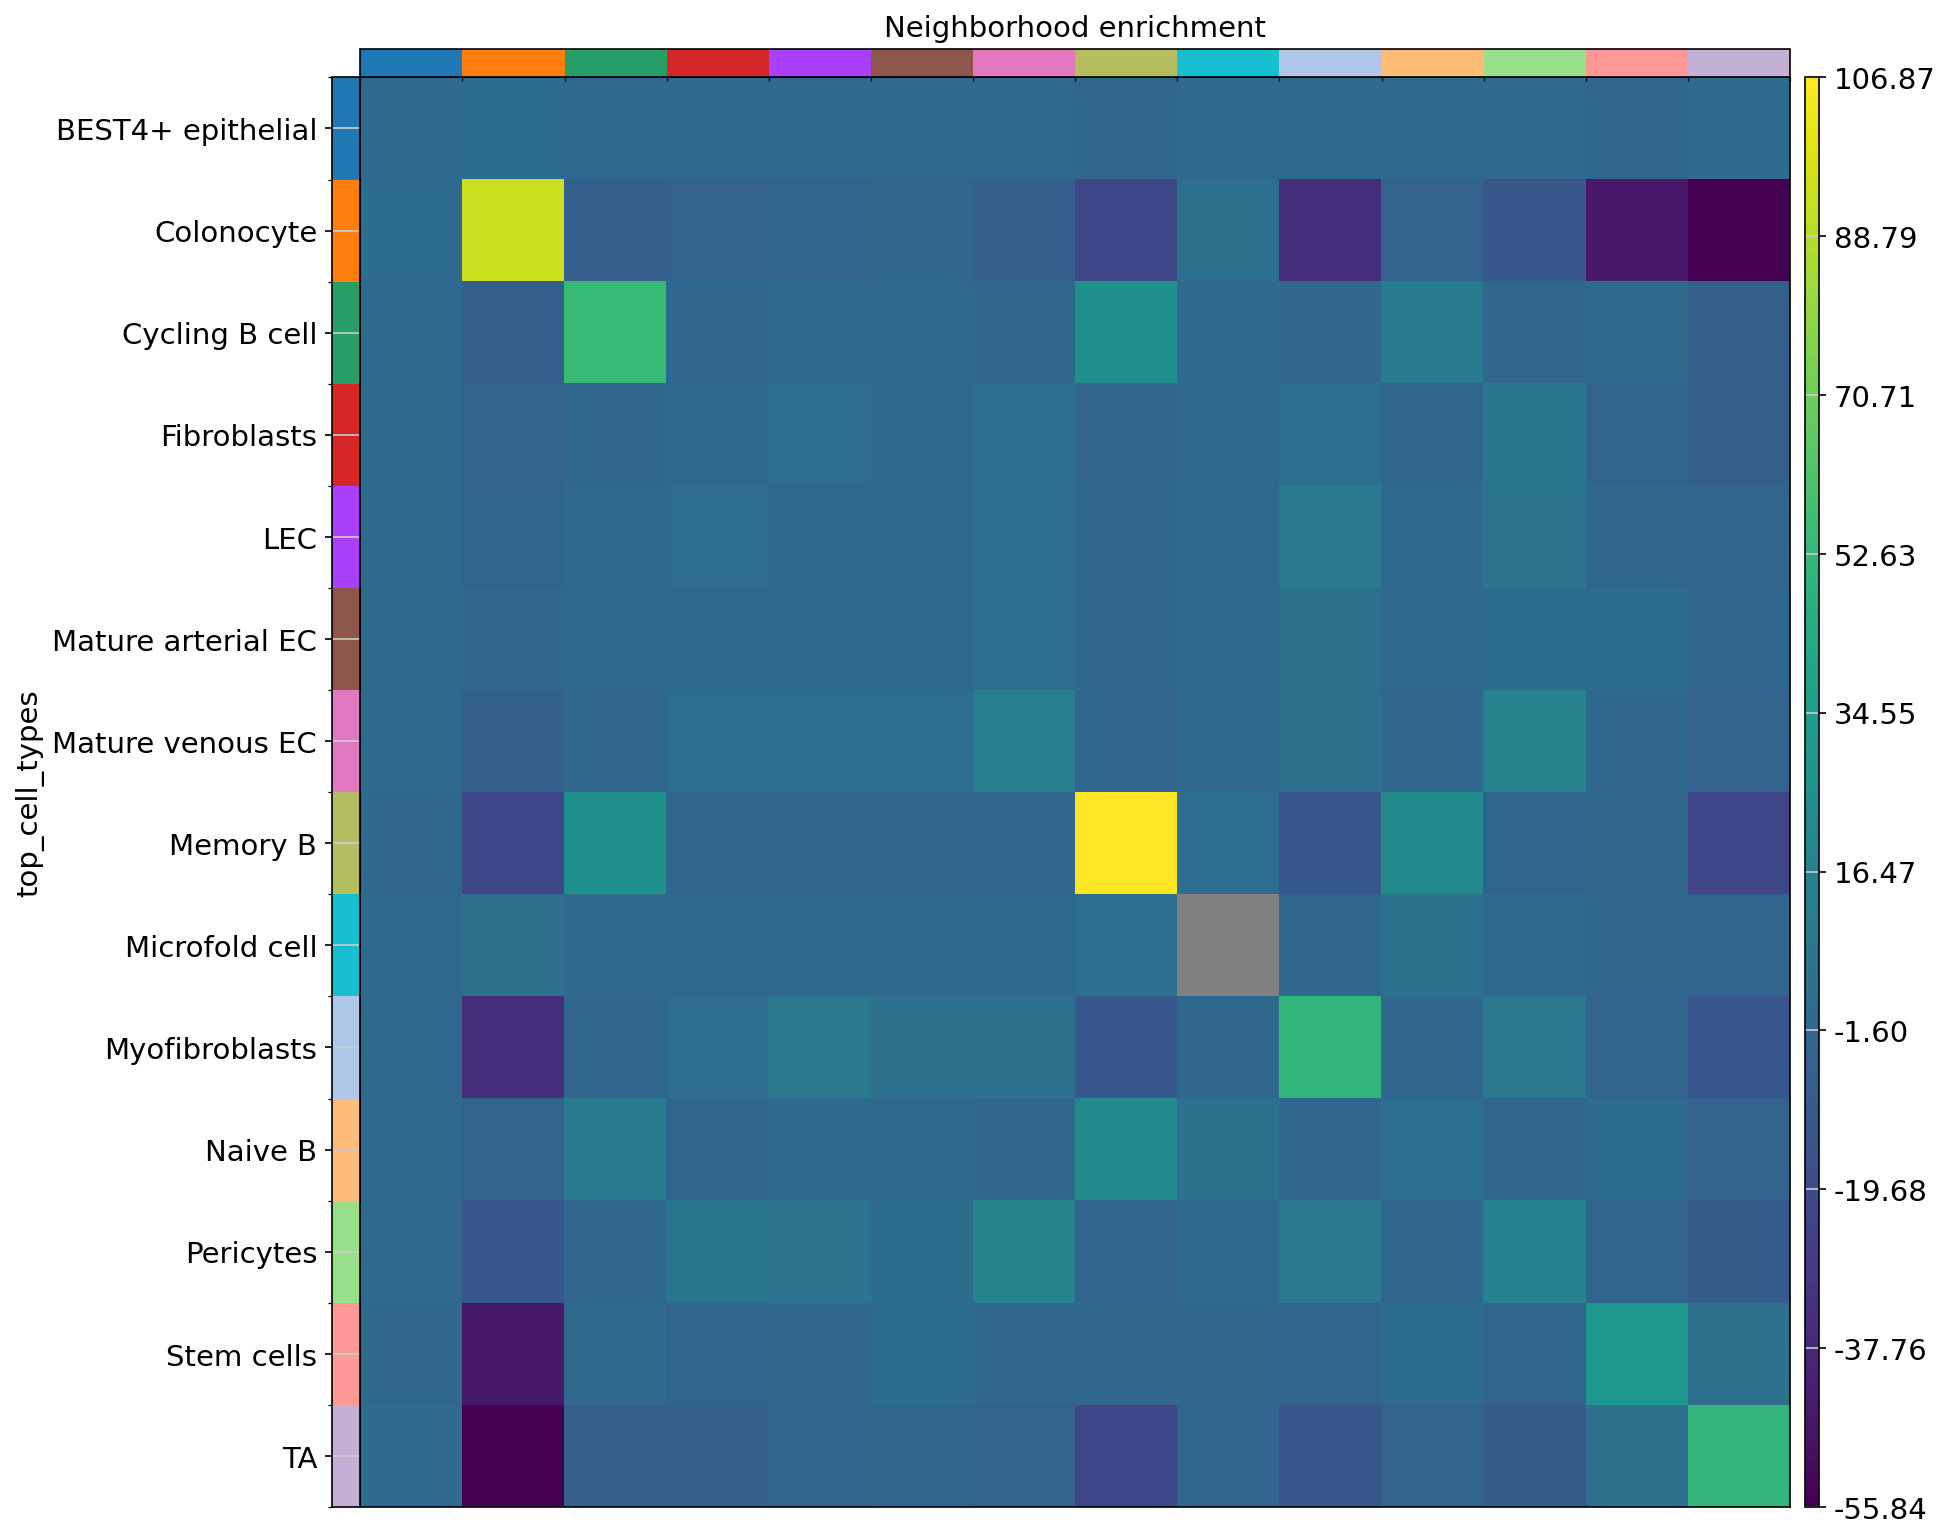 Neighborhood enrichment
top_cell_types
BEST4+ epithelial
Colonocyte
Cycling B cell
Fibroblasts
LEC
Mature arterial EC
Mature venous EC
Memory B
Microfold cell
Myofibroblasts
Naive B
Pericytes
Stem cells
TA
106.87
88.79
70.71
52.63
34.55
16.47
-1.60
-19.68
-37.76
-55.84